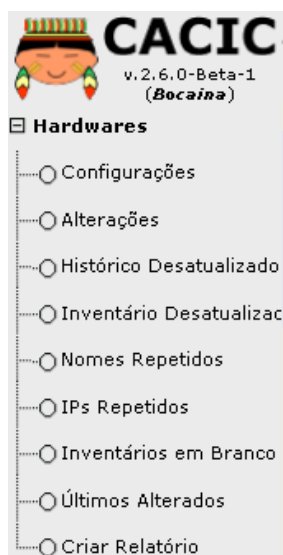 CACIC
v.2.6.0-Beta-1
(Bocaina)
Hardwares
Configurações
Alterações
Histórico Desatualizado
Inventário Desatualizac
Nomes Repetidos
IPs Repetidos
Inventários em Branco
Últimos Alterados
Criar Relatório